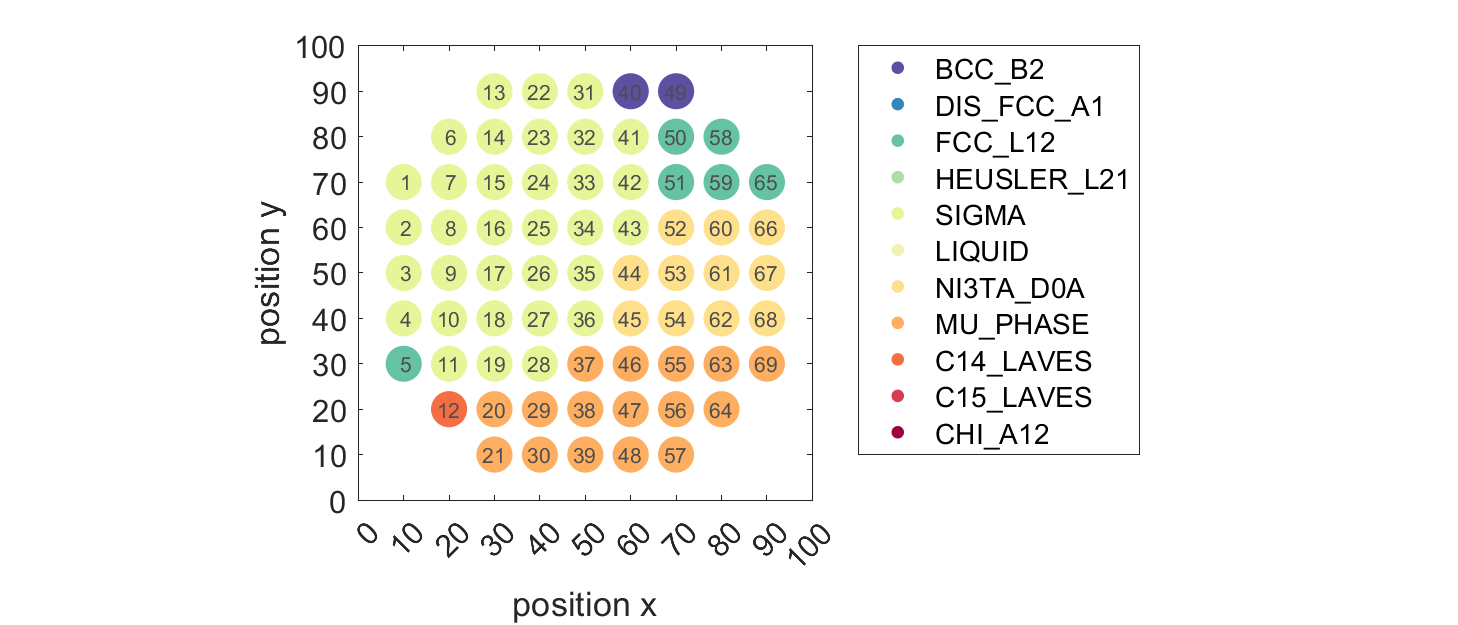 100
90 13 22 31 40 49
80 6 14 23 32 41 50 58
70 1 7 15 24 33 42 51 59 65
60 2 8 16 25 34 43 52 60 66
50 3 9 17 26 35 44 53 61 67
40 4 10 18 27 36 45 54 62 68
30 5 11 19 28 37 46 55 63 69
20 12 20 29 38 47 56 64
10 21 30 39 48 57
0
0 10 20 30 40 50 60 70 80 90 100
position x
position y
BCC_B2
DIS_FCC_A1
FCC_L12
HEUSLER_L21
SIGMA
LIQUID
NI3TA_D0A
MU_PHASE
C14_LAVES
C15_LAVES
CHI_A12